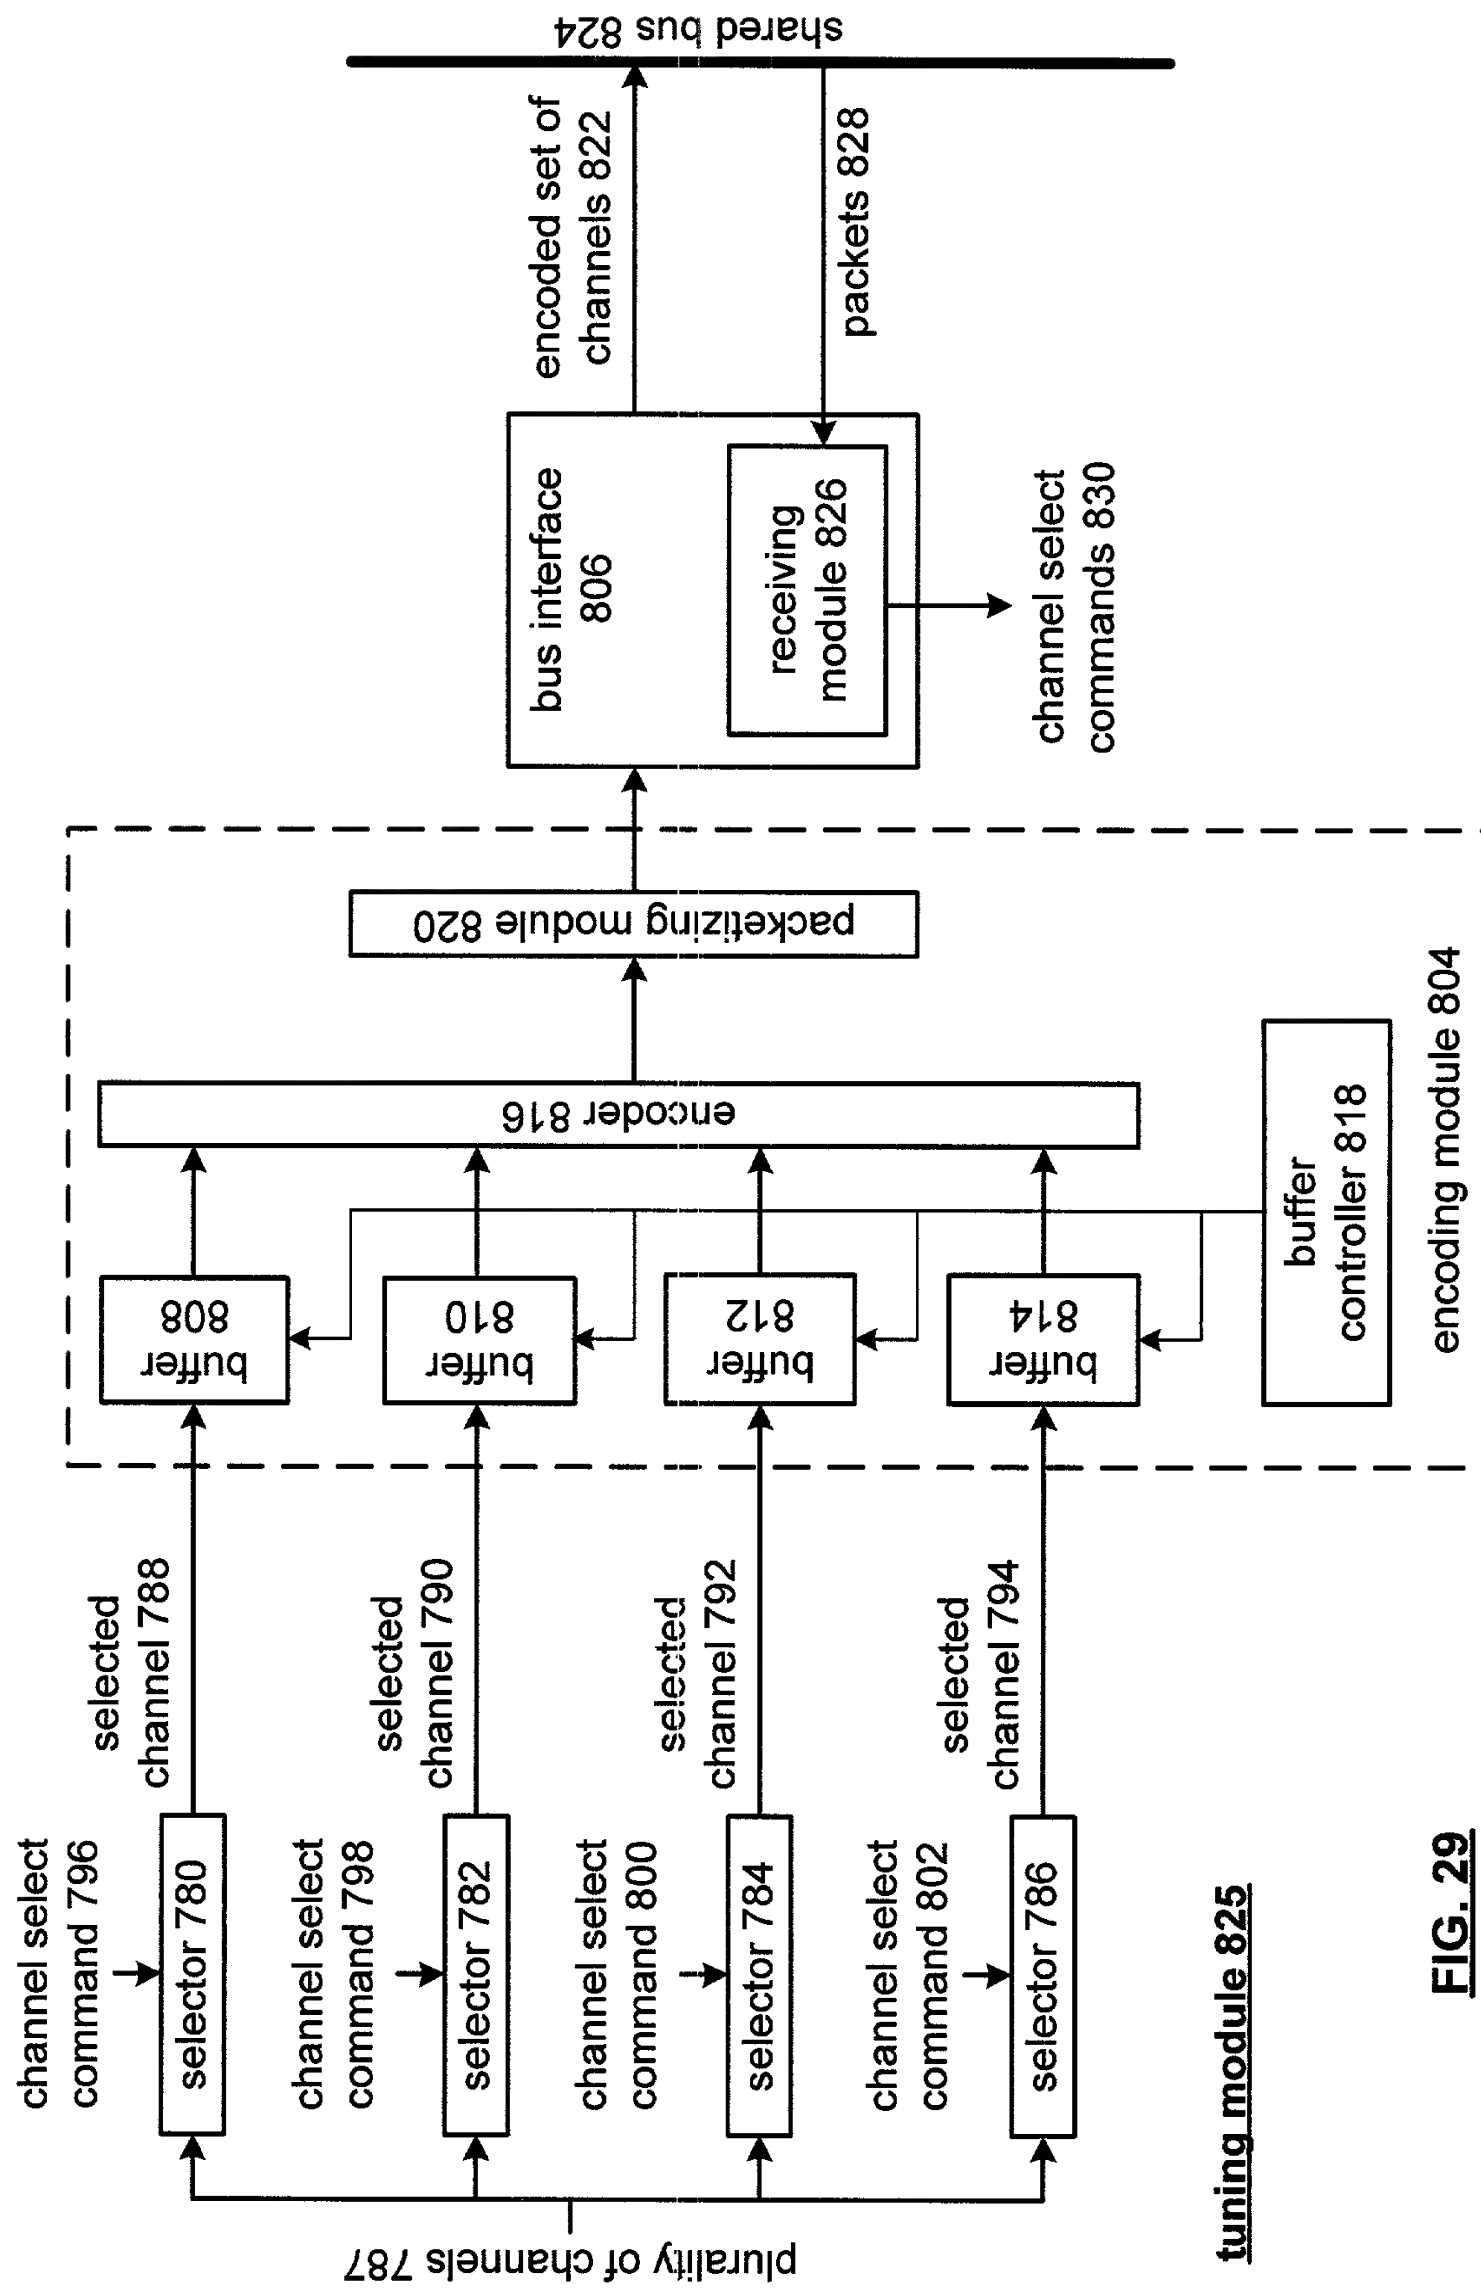 plurality of channels 787
channel select
command 796
selector 780
selected
channel 788
channel select
command 798
selector 782
selected
channel 790
channel select
command 800
selector 784
selected
channel 792
channel select
command 802
selector 786
selected
channel 794
buffer
808
buffer
810
buffer
812
buffer
814
buffer
controller 818
encoder 816
packetizing module 820
encoding module 804
bus interface
806
receiving
module 826
channel select
commands 830
encoded set of
channels 822
packets 828
shared bus 824
tuning module 825
FIG. 29